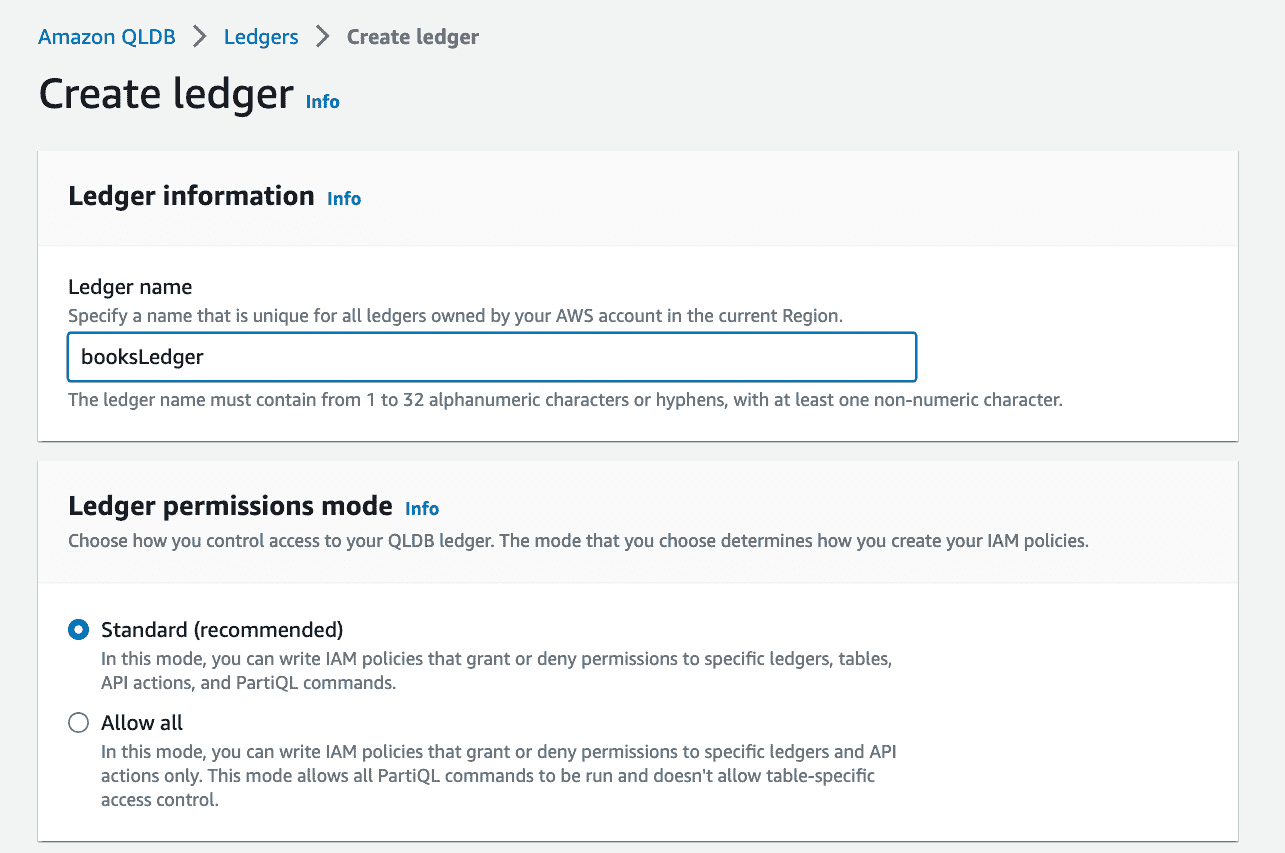 Amazon QLDB > Ledgers > Create ledger
Create ledger Info
Ledger information Info
Ledger name
Specify a name that is unique for all ledgers owned by your AWS account in the current Region.
booksLedger
The ledger name must contain from 1 to 32 alphanumeric characters or hyphens, with at least one non-numeric character.
Ledger permissions mode Info
Choose how you control access to your QLDB ledger. The mode that you choose determines how you create your IAM policies.
Standard (recommended)
In this mode, you can write IAM policies that grant or deny permissions to specific ledgers, tables,
API actions, and PartiQL commands.
Allow all
In this mode, you can write IAM policies that grant or deny permissions to specific ledgers and API
actions only. This mode allows all PartiQL commands to be run and doesn't allow table-specific
access control.